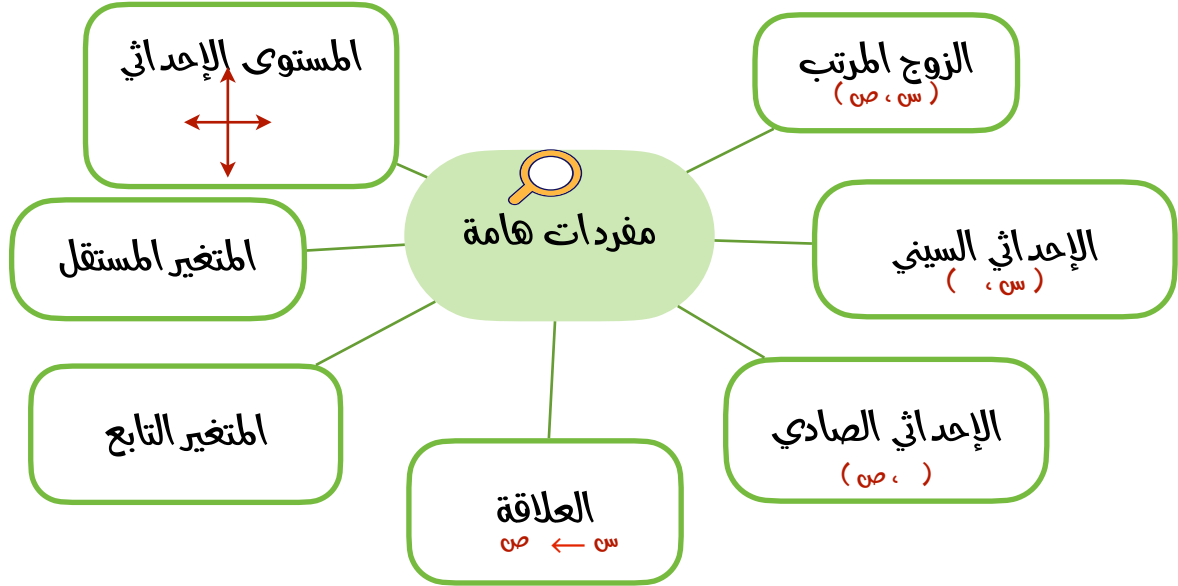 مفردات هامة
الزوج المرتب
(س ، ص)
الإحداثي السيني
(س ،   )
الإحداثي الصادي
(   ، ص)
العلاقة
س ← ص
المتغير التابع
المتغير المستقل
المستوى الإحداثي